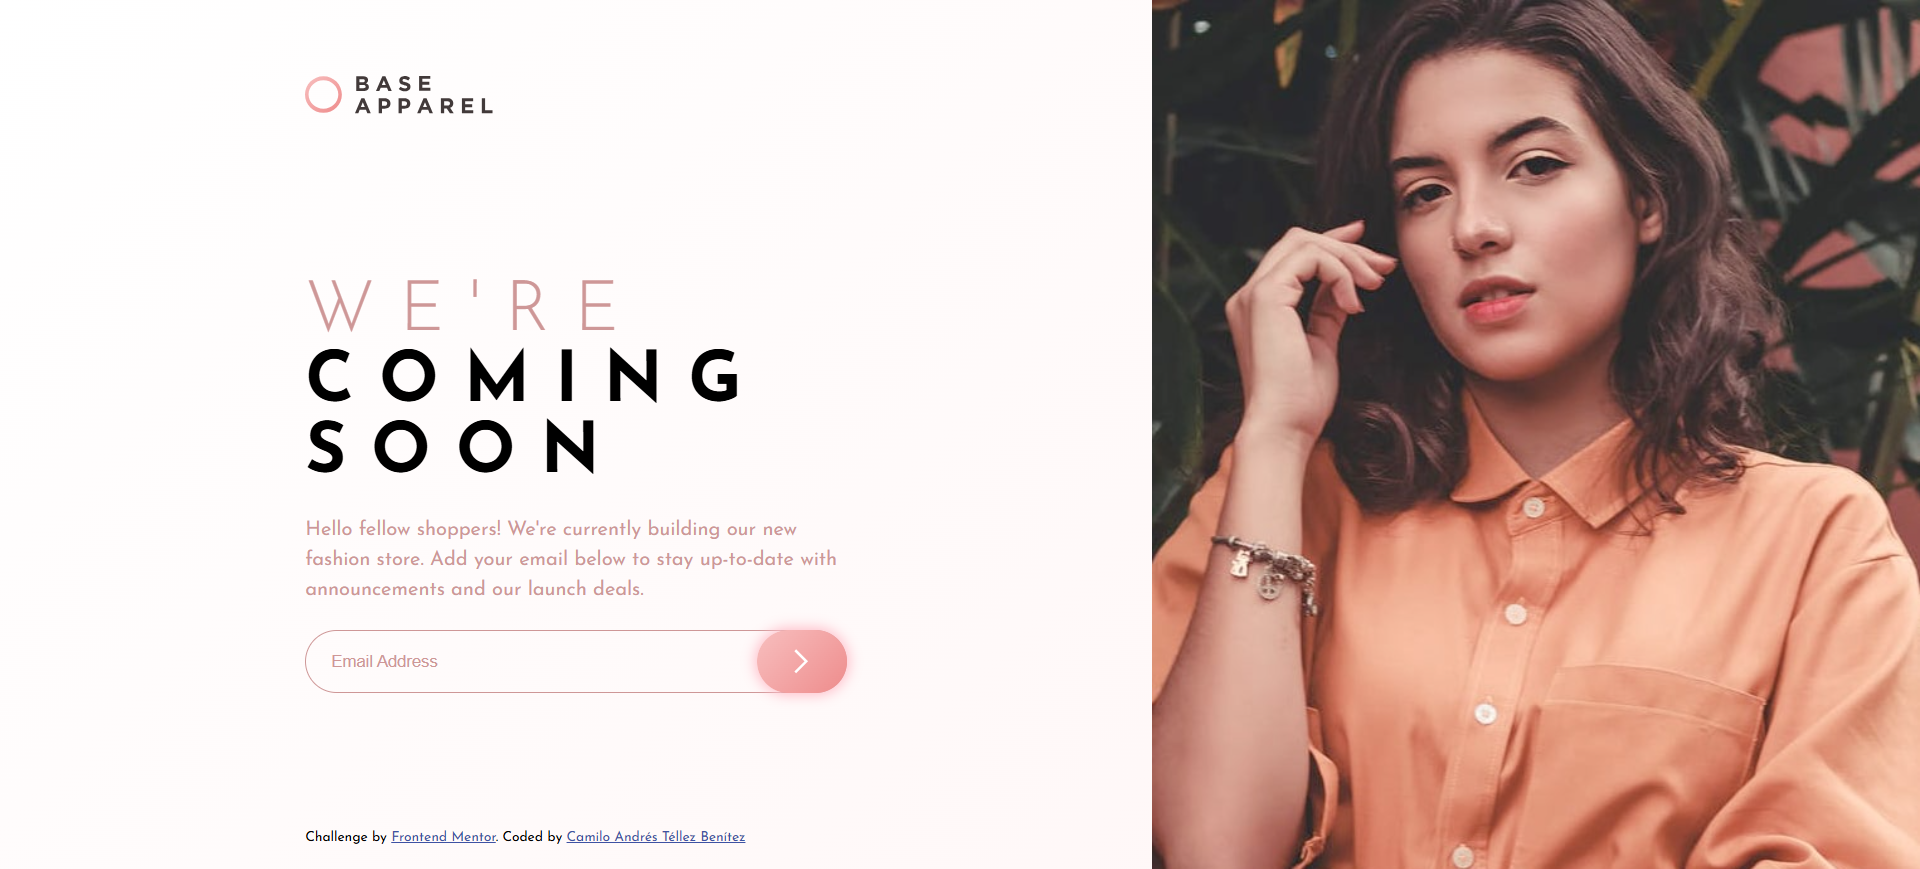 BASE
APPAREL
WE'RE
COMING
SOON
Hello fellow shoppers! We're currently building our new
fashion store. Add your email below to stay up-to-date with
announcements and our launch deals.
Email Address
Challenge by Frontend Mentor. Coded by Camilo Andrés Téllez Benítez